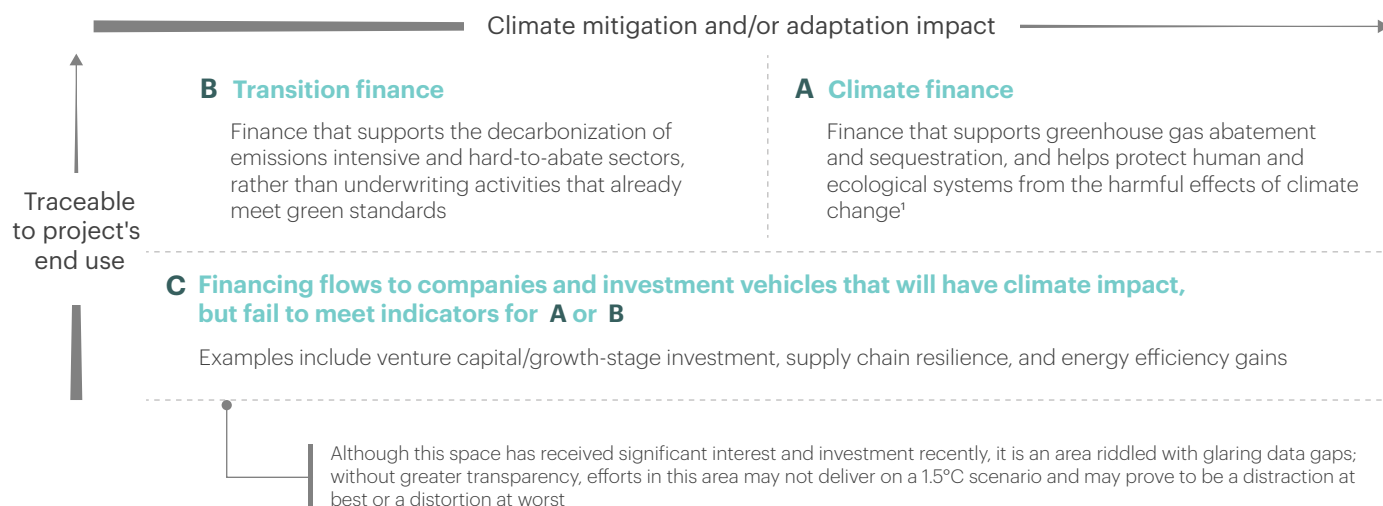 Climate mitigation and/or adaptation impact
B Transition finance
Finance that supports the decarbonization of
emissions intensive and hard-to-abate sectors,
rather than underwriting activities that already
meet green standards
A Climate finance
Finance that supports greenhouse gas abatement
and sequestration, and helps protect human and
ecological systems from the harmful effects of climate
change¹
Traceable
to project's
end use
C Financing flows to companies and investment vehicles that will have climate impact,
but fail to meet indicators for A or B
Examples include venture capital/growth-stage investment, supply chain resilience, and energy efficiency gains
Although this space has received significant interest and investment recently, it is an area riddled with glaring data gaps;
without greater transparency, efforts in this area may not deliver on a 1.5°C scenario and may prove to be a distraction at
best or a distortion at worst